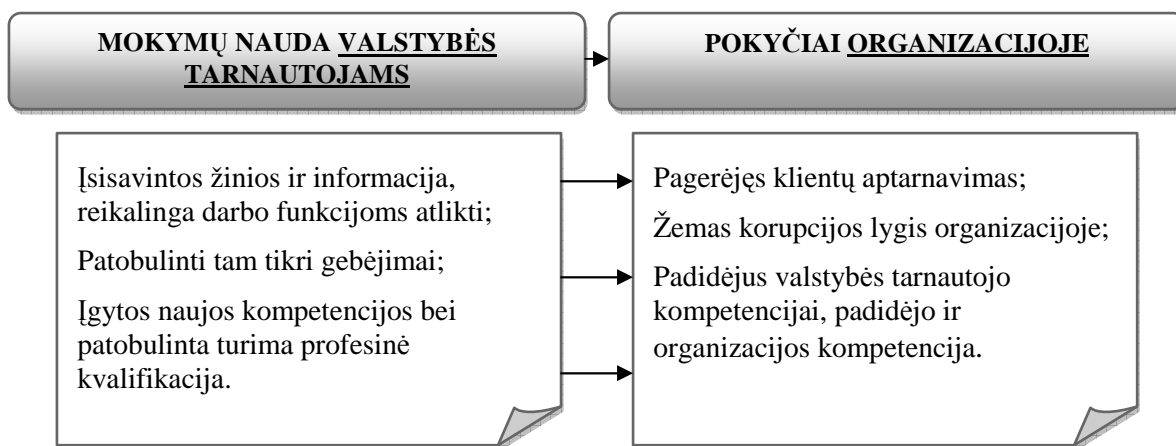 MOKYMŲ NAUDA VALSTYBĖS
TARNAUTOJAMS
POKYČIAI ORGANIZACIJOJE
Įsisavintos žinios ir informacija,
reikalinga darbo funkcijoms atlikti;
Patobulinti tam tikri gebėjimai;
Įgytos naujos kompetencijos bei
patobulinta turima profesinė
kvalifikacija.
Pagerėjęs klientų aptarnavimas;
Žemas korupcijos lygis organizacijoje;
Padidėjus valstybės tarnautojo
kompetencijai, padidėjo ir
organizacijos kompetencija.